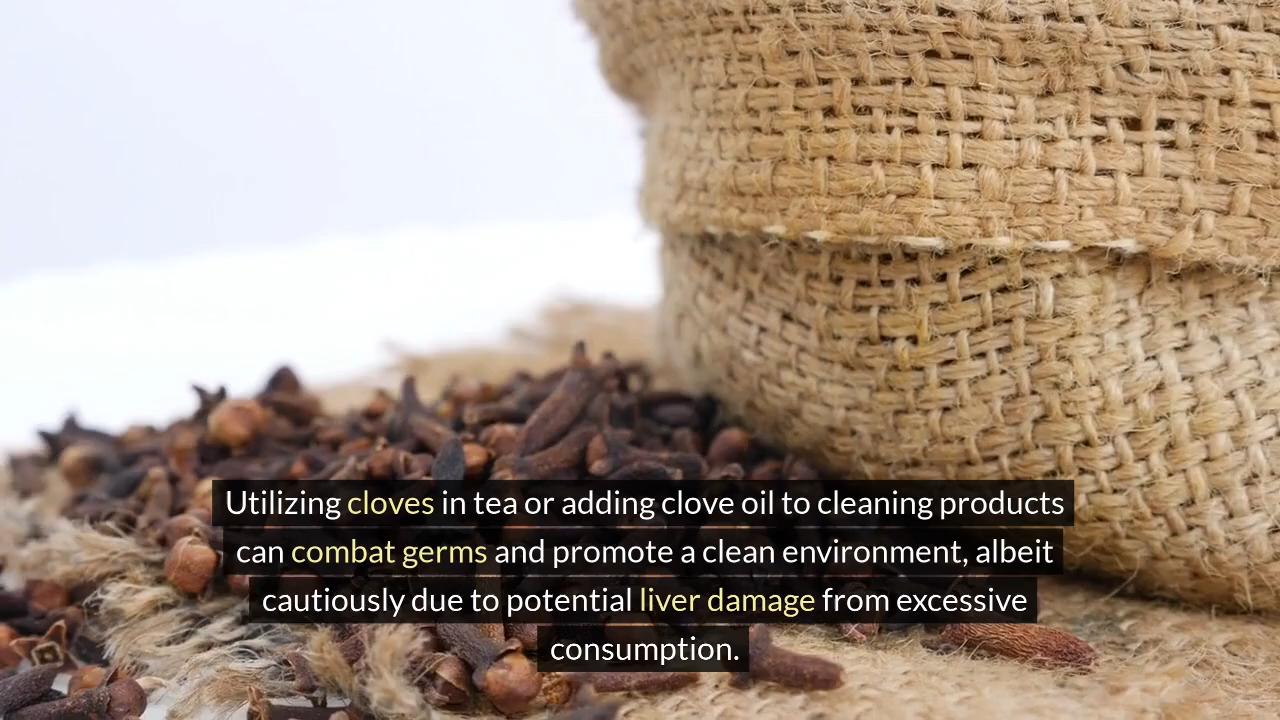 Utilizing cloves in tea or adding clove oil to cleaning products
can combat germs and promote a clean environment, albeit
cautiously due to potential liver damage from excessive
consumption.